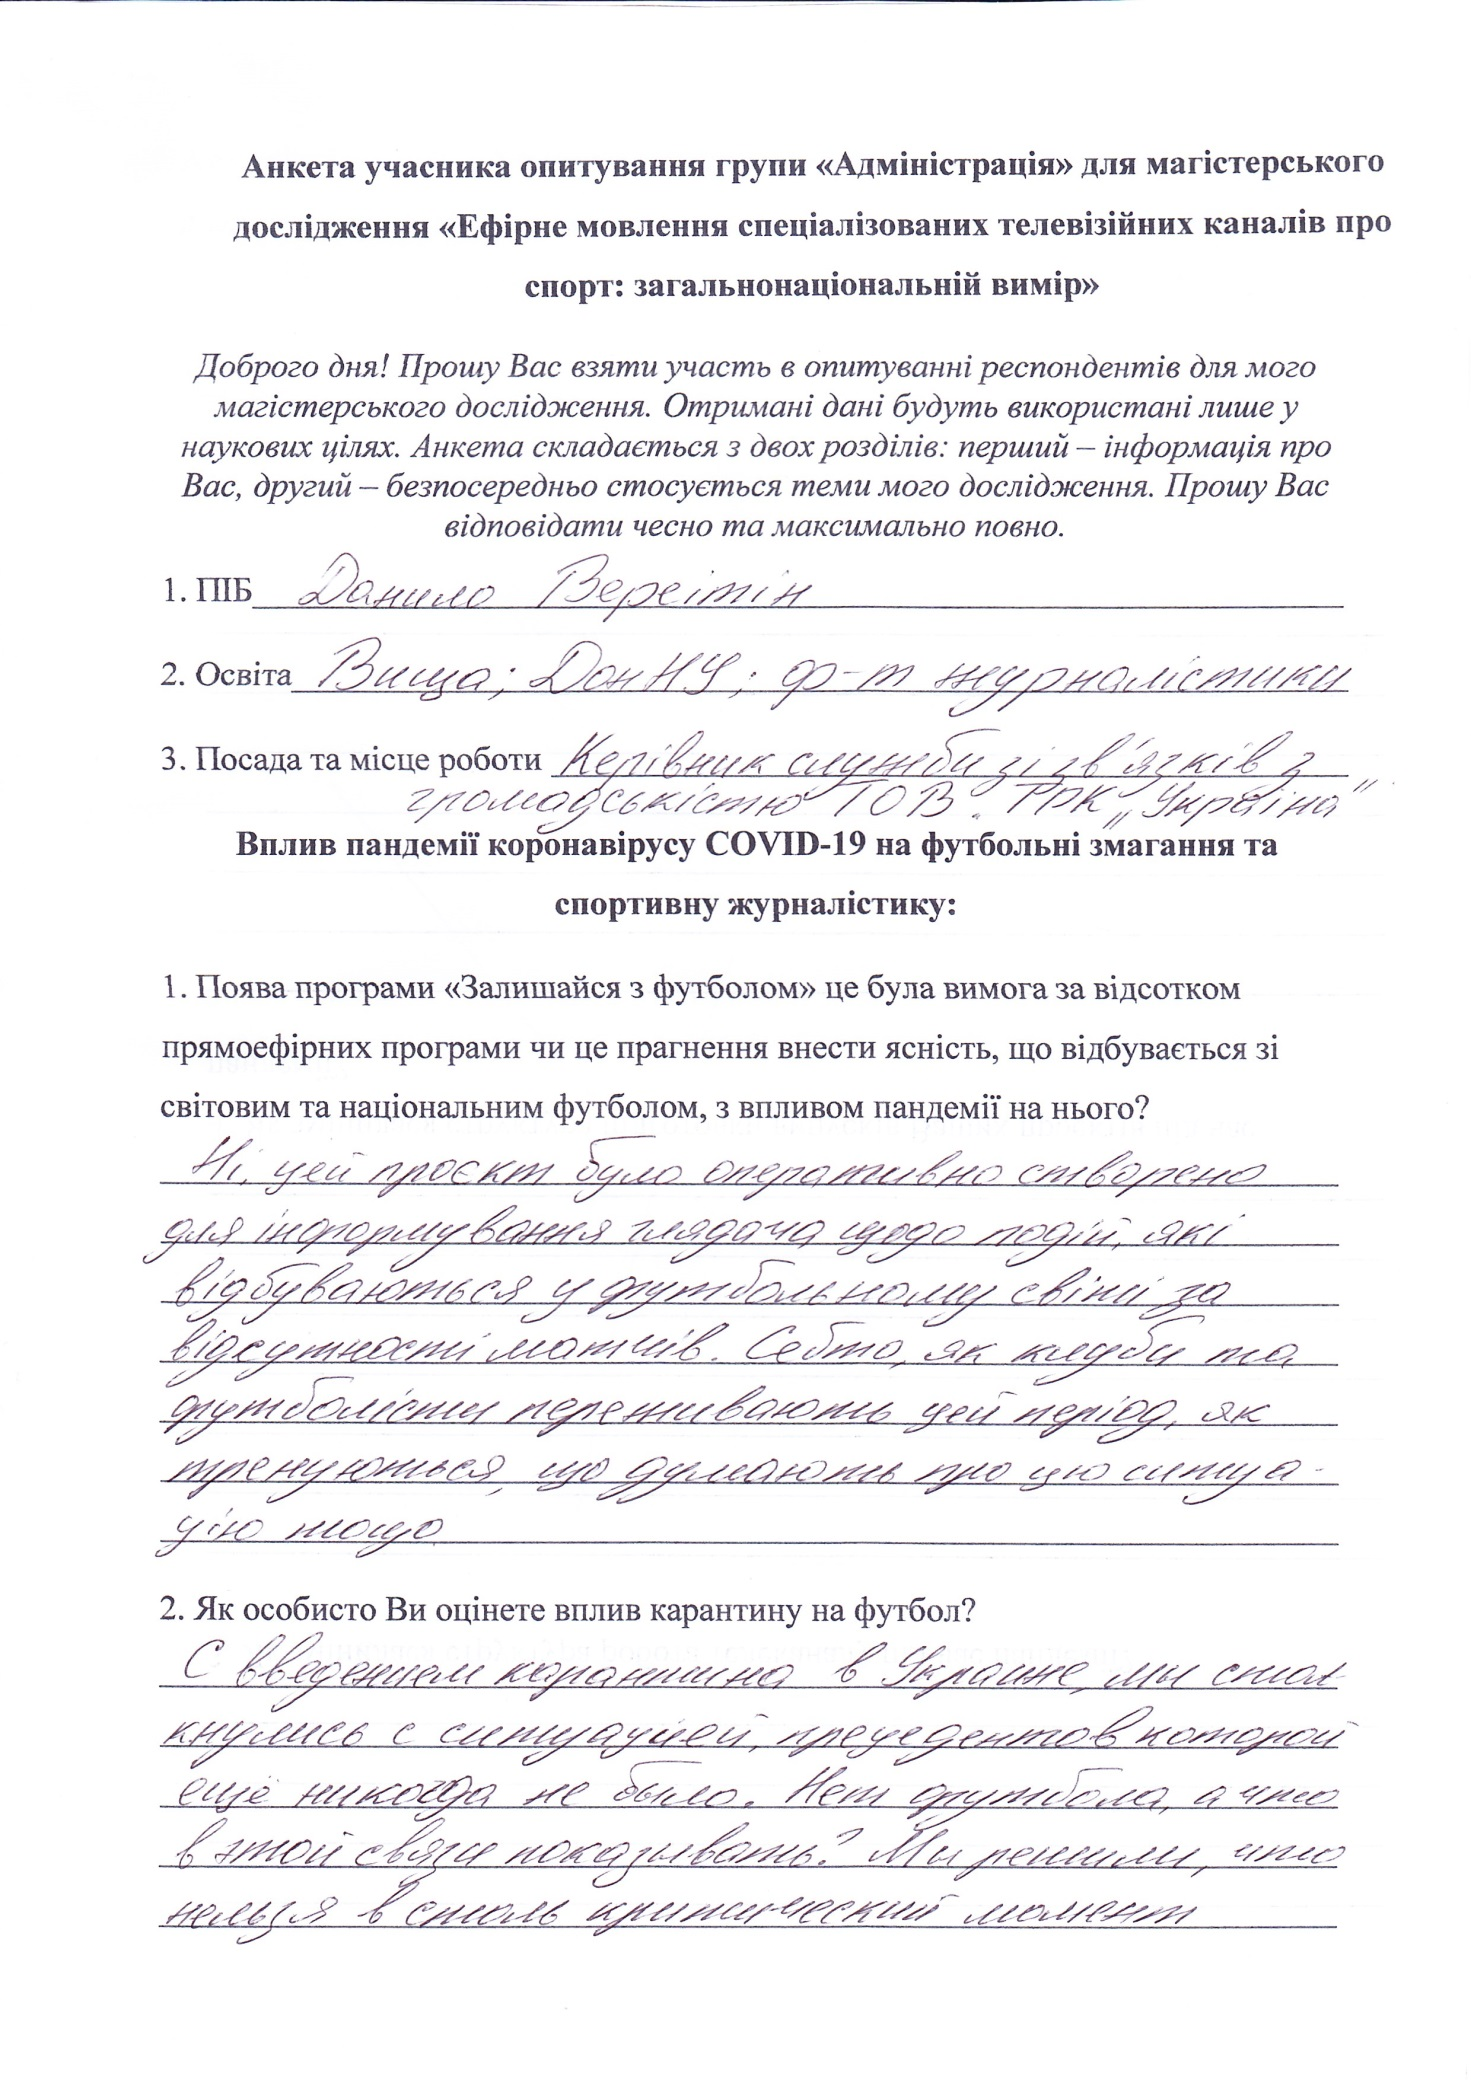 Анкета учасника опитування групи «Адміністрація» для магістерського
дослідження «Ефірне мовлення спеціалізованих телевізійних каналів про
спорт: загальнонаціональній вимір»
Доброго дня! Прошу Вас взяти участь в опитуванні респондентів для мого
магістерського дослідження. Отримані дані будуть використані лише у
наукових цілях. Анкета складається з двох розділів: перший – інформація про
Вас, другий – безпосередньо стосується теми мого дослідження. Прошу Вас
відповідати чесно та максимально повно.
1. ПІБ Данило Вереітін
2. Освіта Вища; ДонНУ; ф-т журналістики
3. Посада та місце роботи Керівник служби зі зв'язків з
громадськістю ТОВ ТРК „Україна"
Вплив пандемії коронавірусу COVID-19 на футбольні змагання та
спортивну журналістику:
1. Поява програми «Залишайся з футболом» це була вимога за відсотком
прямоефірних програми чи це прагнення внести ясність, що відбувається зі
світовим та національним футболом, з впливом пандемії на нього?
Ні, цей проєкт було оперативно створено
для інформування глядача щодо подій, які
відбуваються у футбольному світі за
відсутності матчів. Себто, як клуби та
футболісти переживають цей період, як
тренуються, що думають про цю ситуа-
цію тощо
2. Як особисто Ви оцінете вплив карантину на футбол?
С введением карантина в Украине, мы стол-
кнулись с ситуацией, прецедентов которой
ещё никогда не было. Нет футбола, а что
в этой связи показывать? Мы решили, что
нельзя в столь критический момент